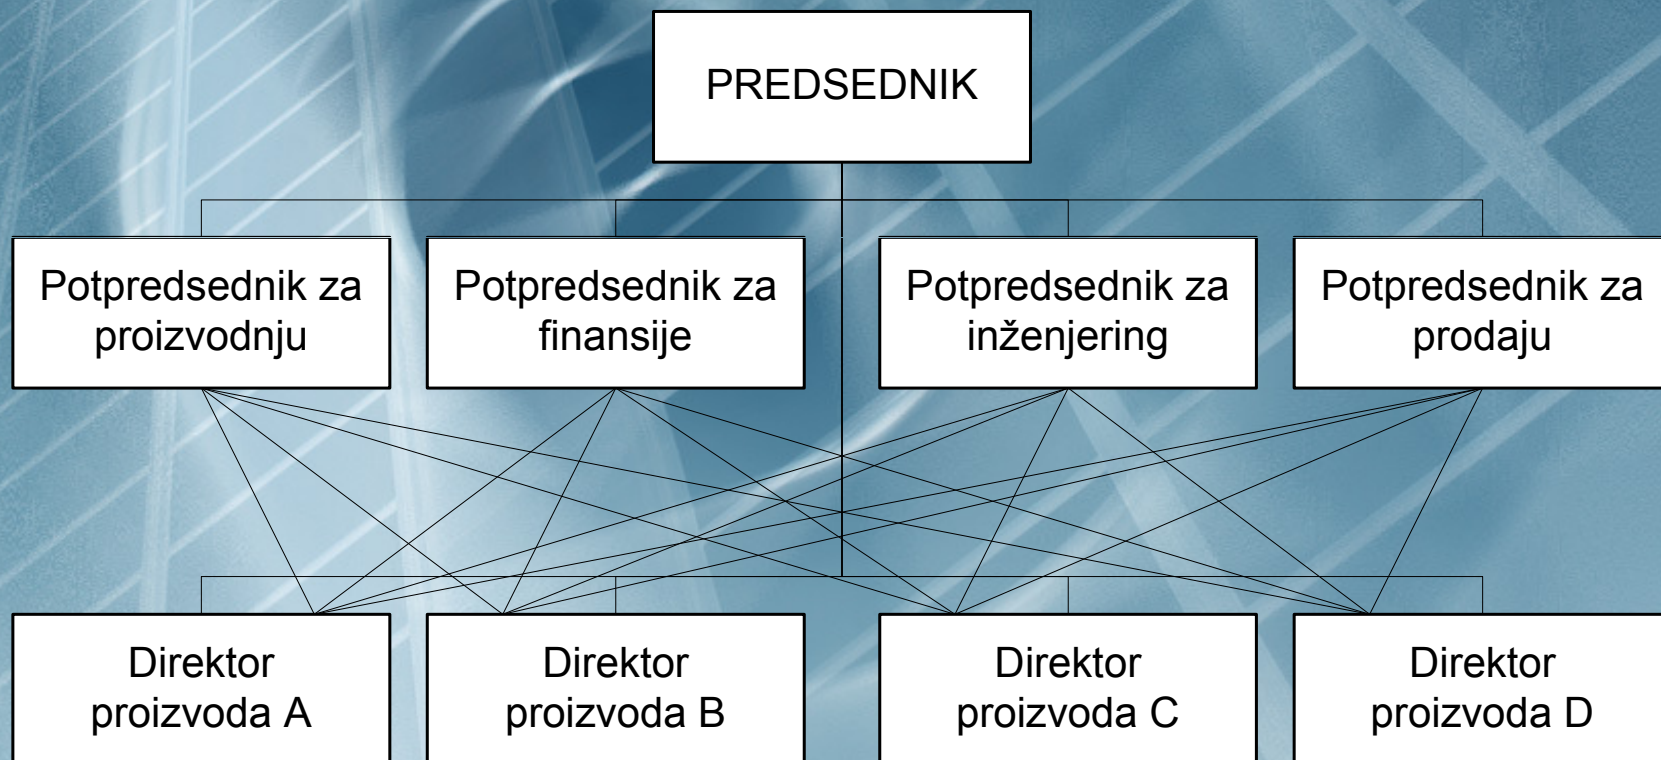 PREDSEDNIK
Potpredsednik za
proizvodnju
Potpredsednik za
finansije
Potpredsednik za
inženjering
Potpredsednik za
prodaju
Direktor
proizvoda A
Direktor
proizvoda B
Direktor
proizvoda C
Direktor
proizvoda D